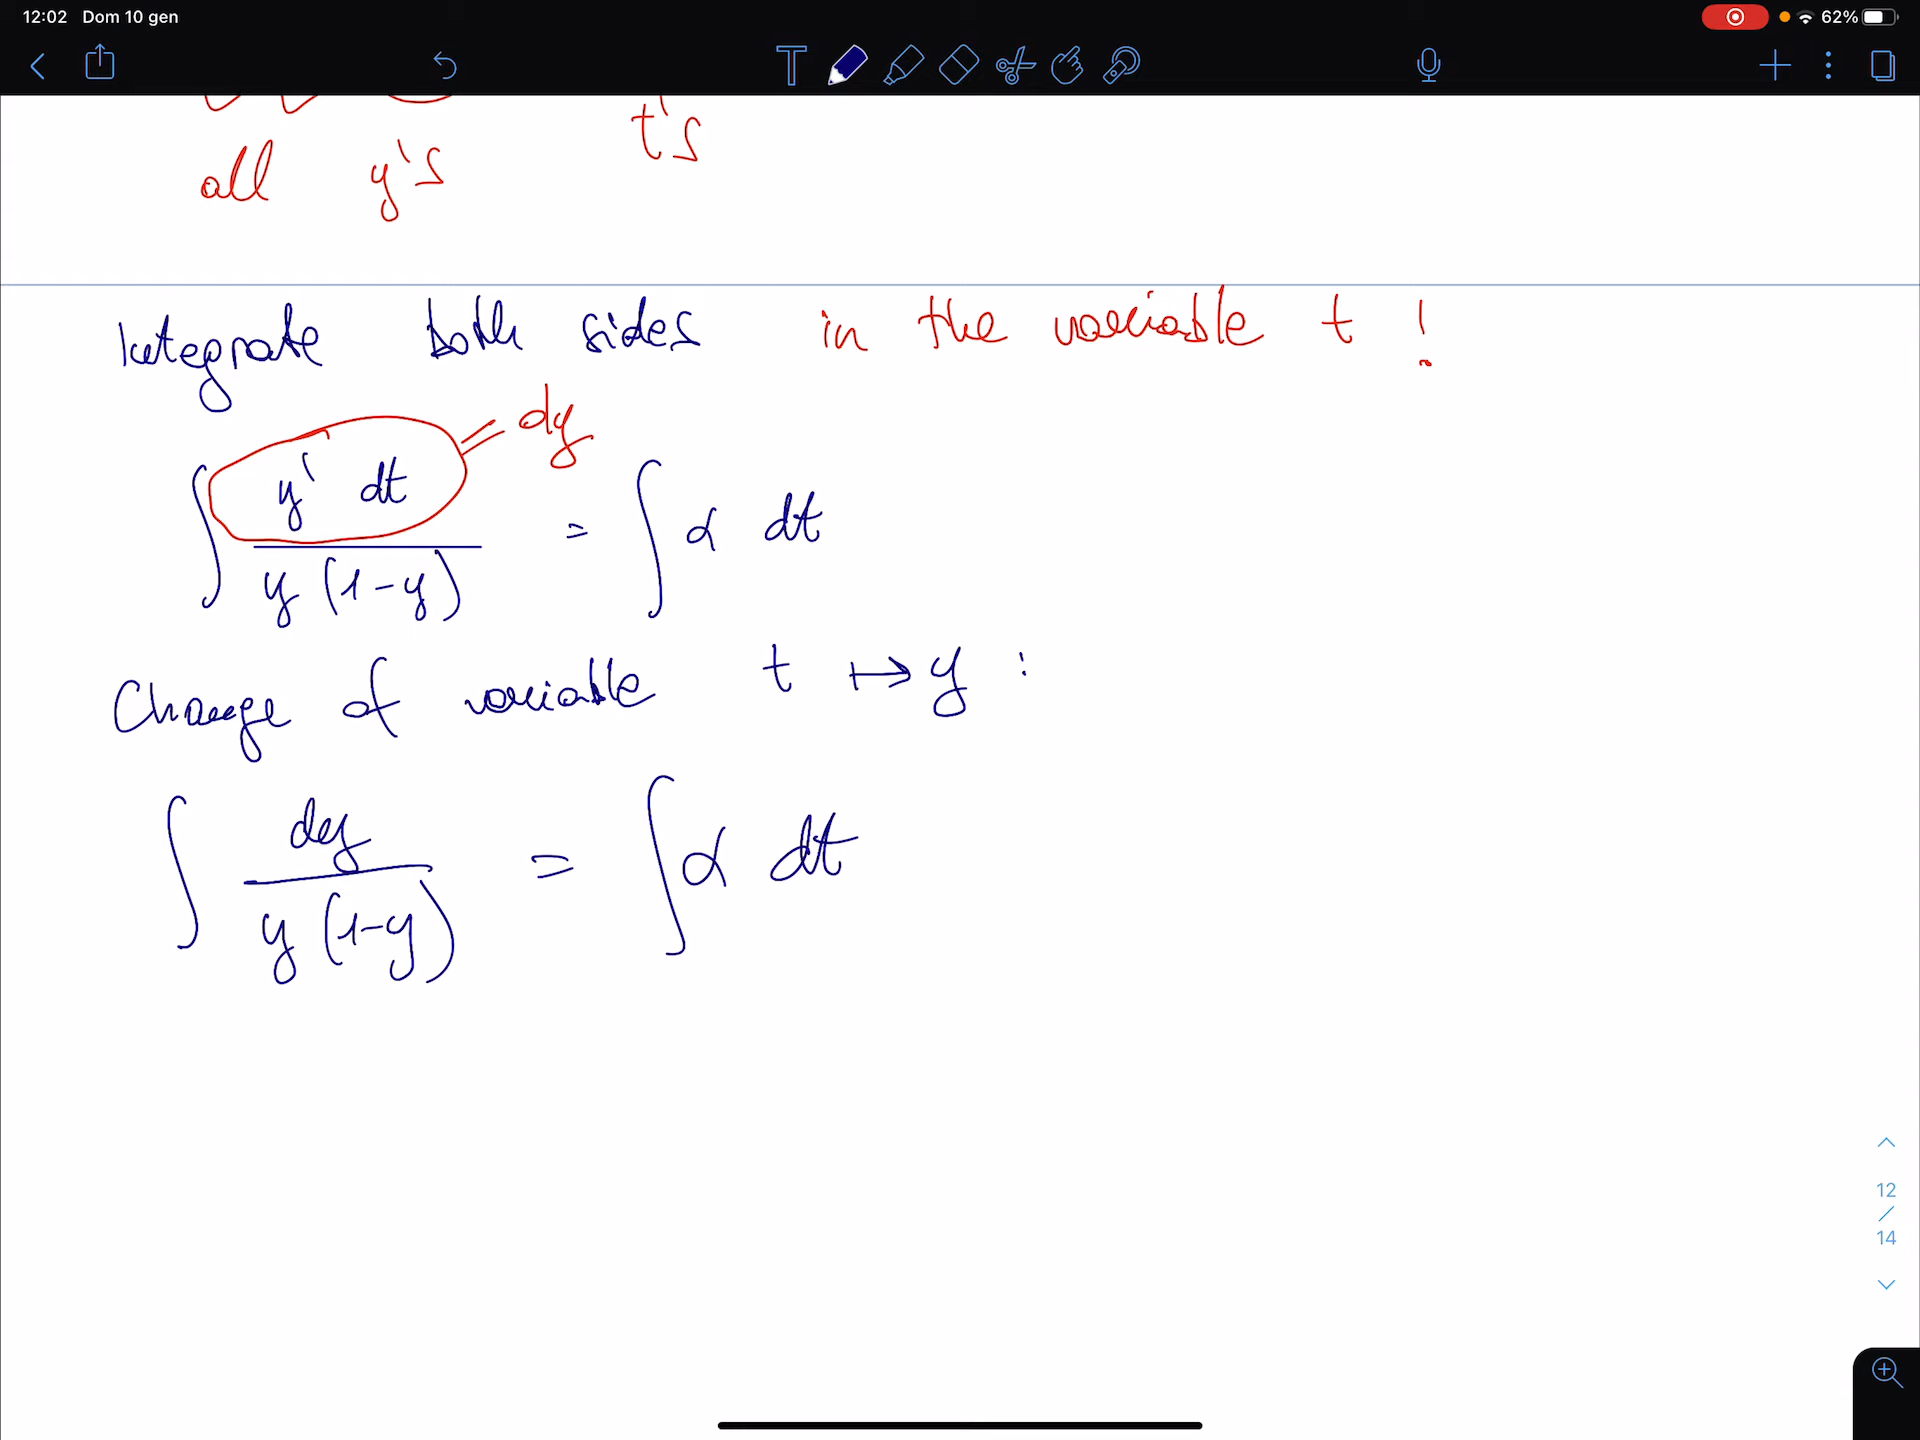 12:02 Dom 10 gen 62%
t's
all y's
Integrate both sides in the variable t !
= dy
∫ y' dt / y (1-y) = ∫ α dt
Change of variable t ↦ y :
∫ dy / y (1-y) = ∫ α dt
12
/
14